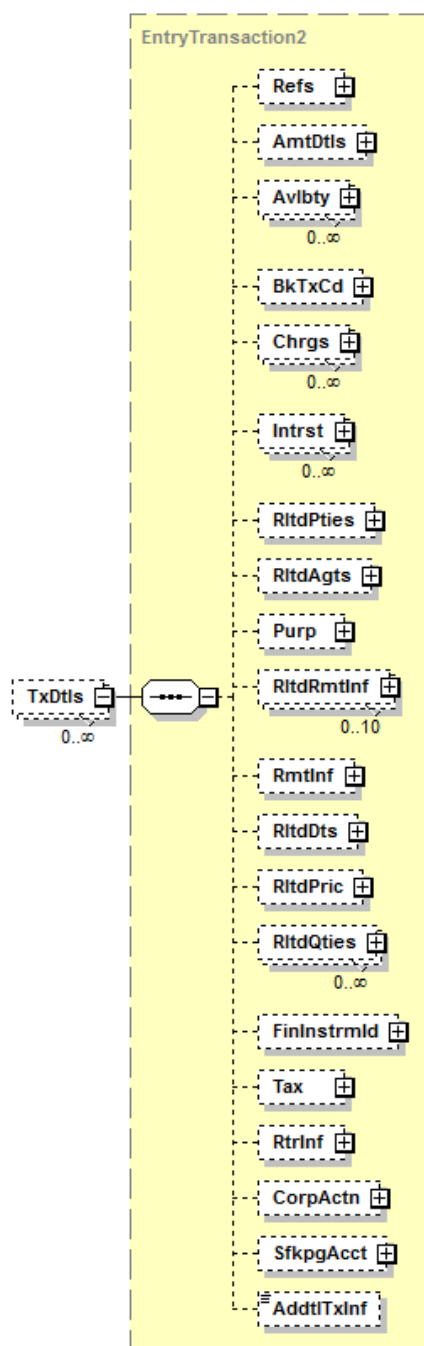 EntryTransaction2
Refs
AmtDtls
Avlbty
0..∞
BkTxCd
Chrgs
0..∞
Intrst
0..∞
RltdPties
RltdAgts
Purp
TxDtls
0..∞
RltdRmtInf
0..10
RmtInf
RltdDts
RltdPric
RltdQties
0..∞
FinInstrmId
Tax
RtrInf
CorpActn
SfkpgAcct
AddtlTxInf